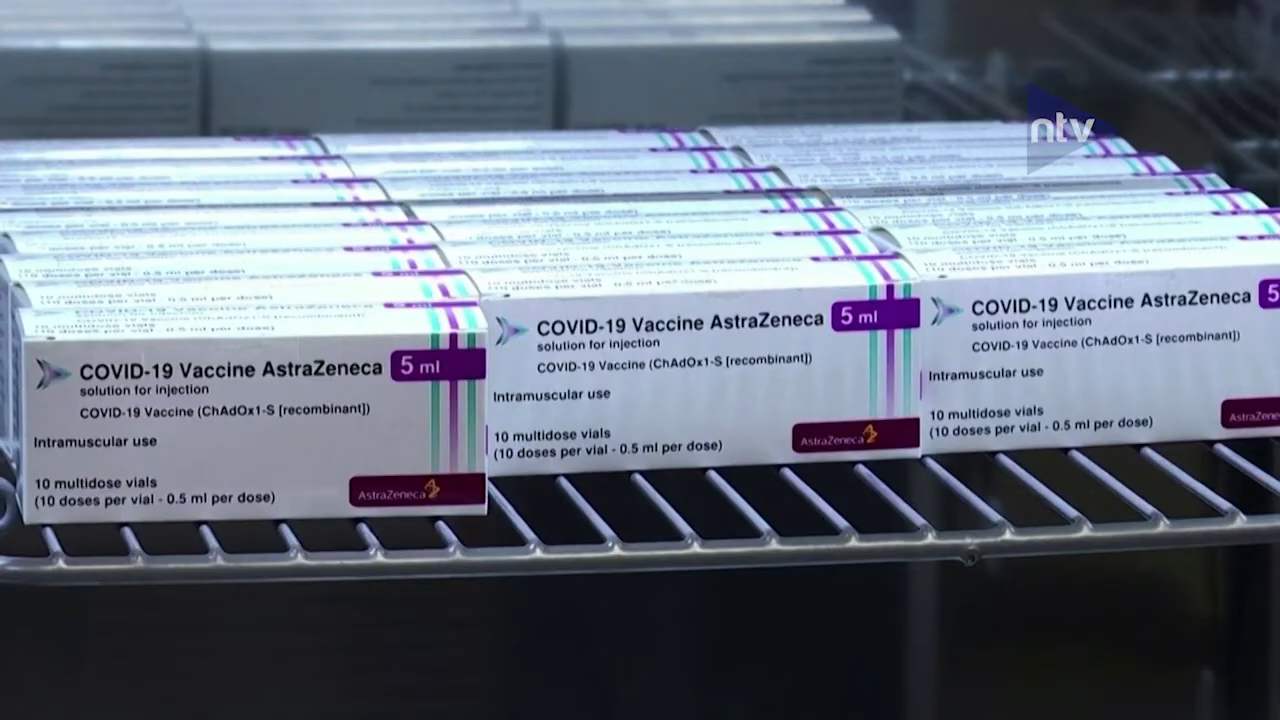 ntv
COVID-19 Vaccine AstraZeneca 5 ml
solution for injection
COVID-19 Vaccine (ChAdOx1-S [recombinant])
Intramuscular use
10 multidose vials
(10 doses per vial - 0.5 ml per dose)
AstraZeneca
COVID-19 Vaccine AstraZeneca 5 ml
solution for injection
COVID-19 Vaccine (ChAdOx1-S [recombinant])
Intramuscular use
10 multidose vials
(10 doses per vial - 0.5 ml per dose)
AstraZeneca
COVID-19 Vaccine AstraZeneca 5
solution for injection
COVID-19 Vaccine (ChAdOx1-S [recombinant])
Intramuscular use
10 multidose vials
(10 doses per vial - 0.5 ml per dose)
AstraZene